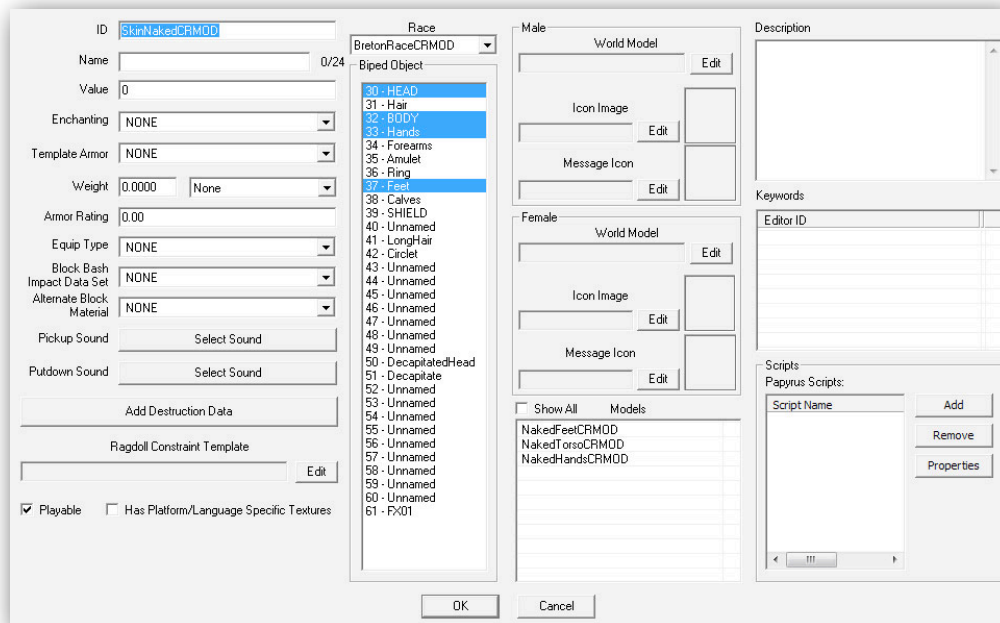 ID SkinNakedCRMOD
Name 0/24
Value 0
Enchanting NONE
Template Armor NONE
Weight 0.0000 None
Armor Rating 0.00
Equip Type NONE
Block Bash
Impact Data Set NONE
Alternate Block
Material NONE
Pickup Sound Select Sound
Putdown Sound Select Sound
Add Destruction Data
Ragdoll Constraint Template
Edit
Playable Has Platform/Language Specific Textures
Race
BretonRaceCRMOD
Biped Object
30 - HEAD
31 - Hair
32 - BODY
33 - Hands
34 - Forearms
35 - Amulet
36 - Ring
37 - Feet
38 - Calves
39 - SHIELD
40 - Unnamed
41 - LongHair
42 - Circlet
43 - Unnamed
44 - Unnamed
45 - Unnamed
46 - Unnamed
47 - Unnamed
48 - Unnamed
49 - Unnamed
50 - DecapitatedHead
51 - Decapitate
52 - Unnamed
53 - Unnamed
54 - Unnamed
55 - Unnamed
56 - Unnamed
57 - Unnamed
58 - Unnamed
59 - Unnamed
60 - Unnamed
61 - FX01
Male
World Model
Edit
Icon Image
Edit
Message Icon
Edit
Female
World Model
Edit
Icon Image
Edit
Message Icon
Edit
Show All Models
NakedFeetCRMOD
NakedTorsoCRMOD
NakedHandsCRMOD
Description
Keywords
Editor ID
Scripts
Papyrus Scripts:
Script Name
Add
Remove
Properties
OK Cancel